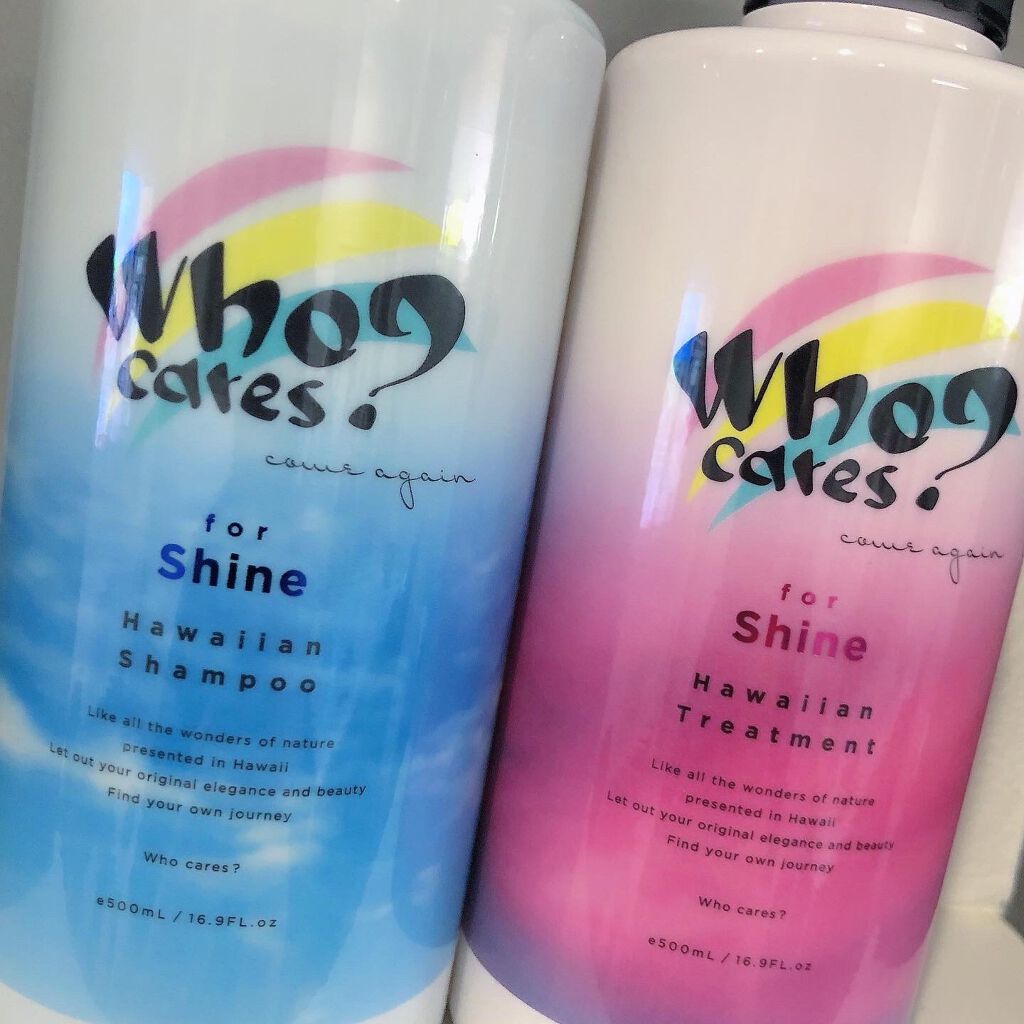 Who?
cares?
come again
for
Shine
Hawaiian
Shampoo
Like all the wonders of nature
presented in Hawaii
Let out your original elegance and beauty
Find your own journey
Who cares?
e500mL / 16.9FL.oz
Who?
cares?
come again
for
Shine
Hawaiian
Treatment
Like all the wonders of nature
presented in Hawaii
Let out your original elegance and beauty
Find your own journey
Who cares?
e500mL / 16.9FL.oz